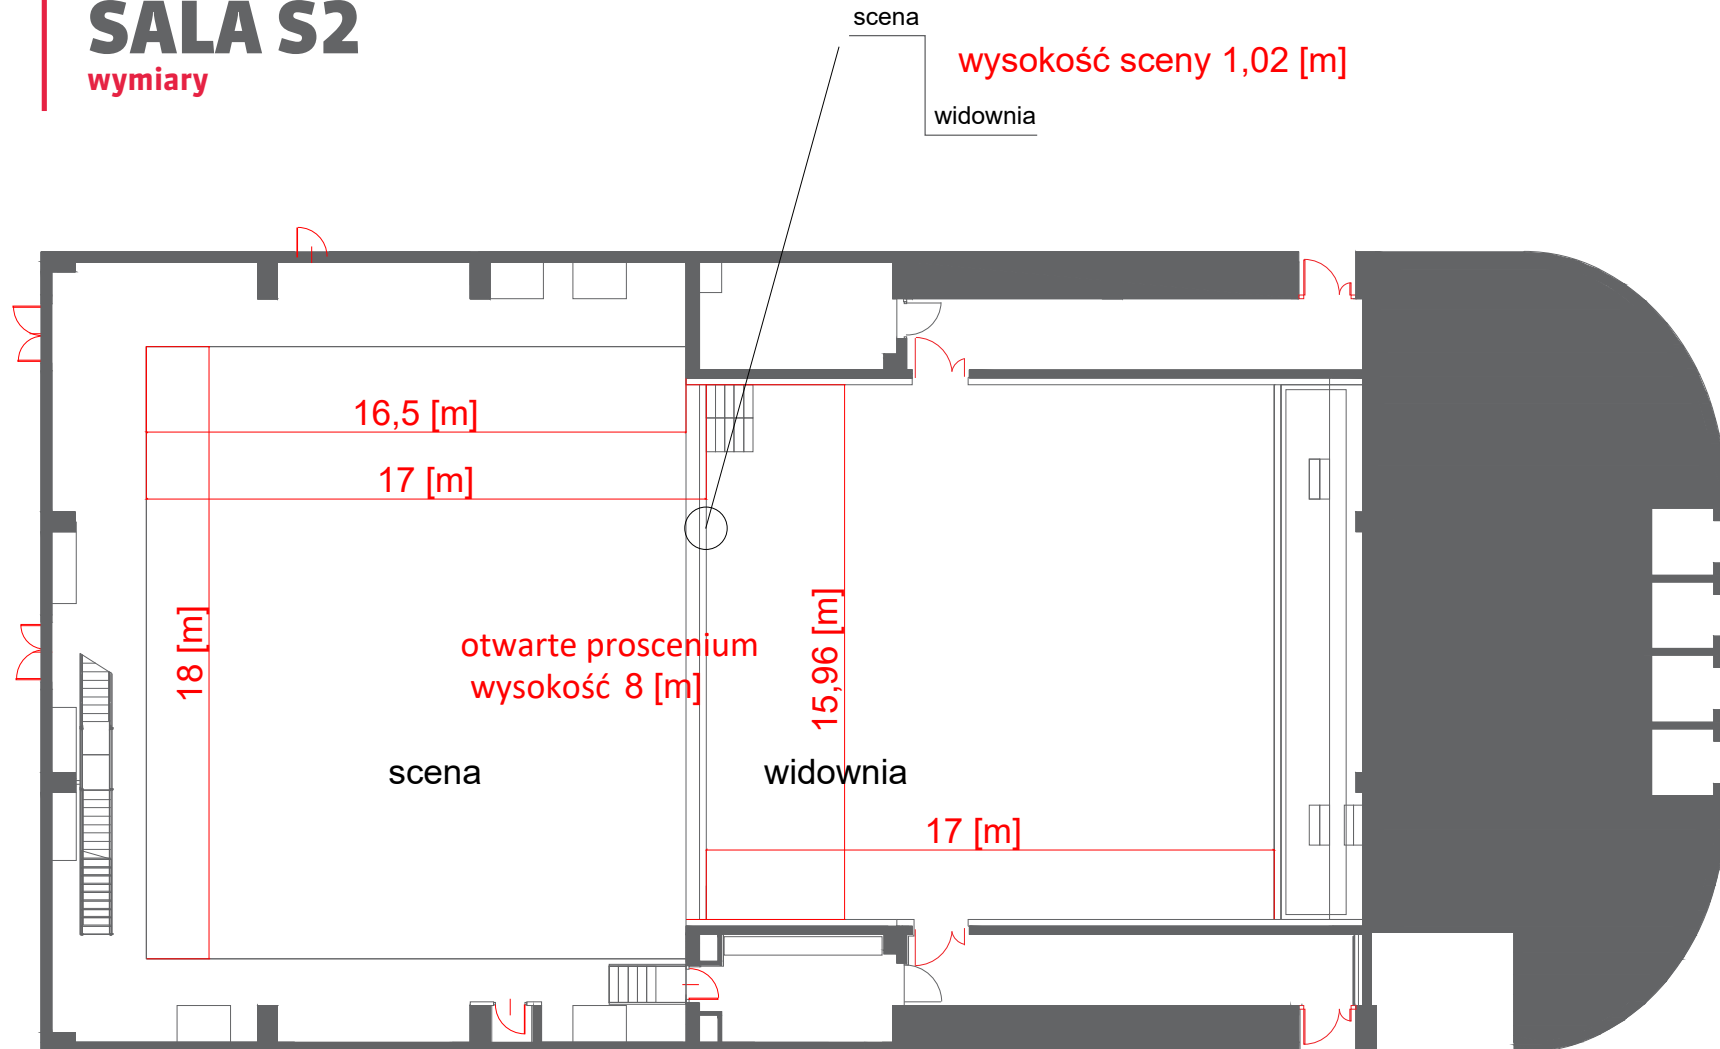 SALA S2
wymiary
scena
wysokość sceny 1,02 [m]
widownia
16,5 [m]
17 [m]
18 [m]
otwarte proscenium
wysokość 8 [m]
15,96 [m]
scena
widownia
17 [m]